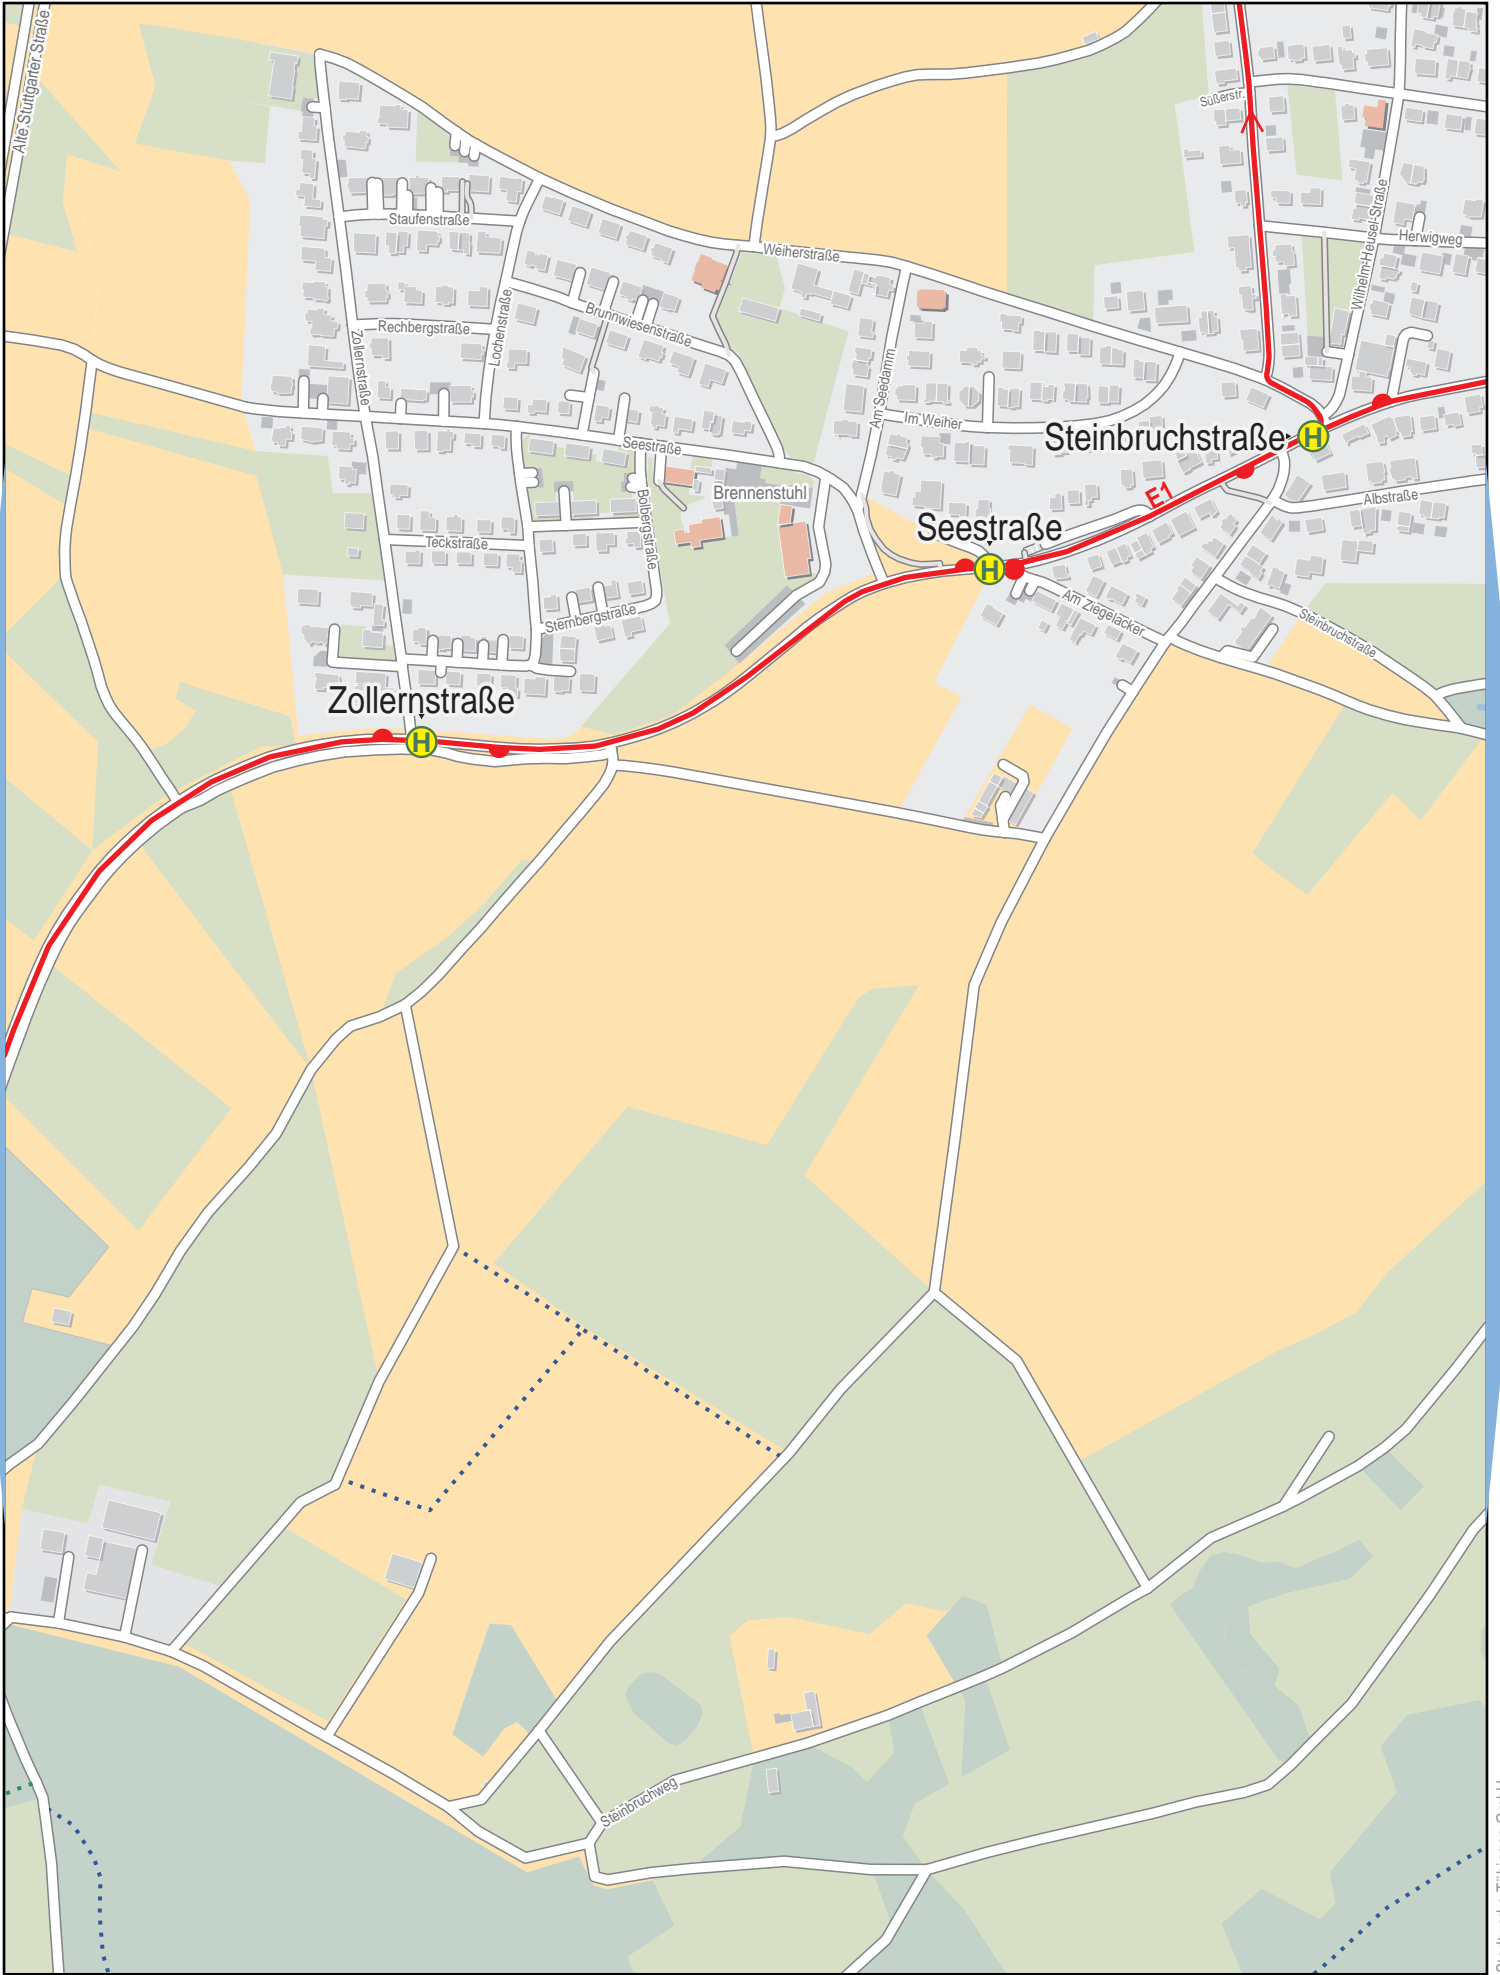 Alte Stuttgarter Straße
Süßerstr.
Staufenstraße
Weiherstraße
Herwigweg
Wilhelm-Heusel-Straße
Lochenstraße
Brunnwiesenstraße
Rechbergstraße
Zollernstraße
Am Seedamm
Im Weiher
Steinbruchstraße
H
Seestraße
Brennenstuhl
E1
Albstraße
Bolbergstraße
Seestraße
Teckstraße
H
Am Ziegelacker
Sternbergstraße
Steinbruchstraße
Zollernstraße
H
Steinbruchweg